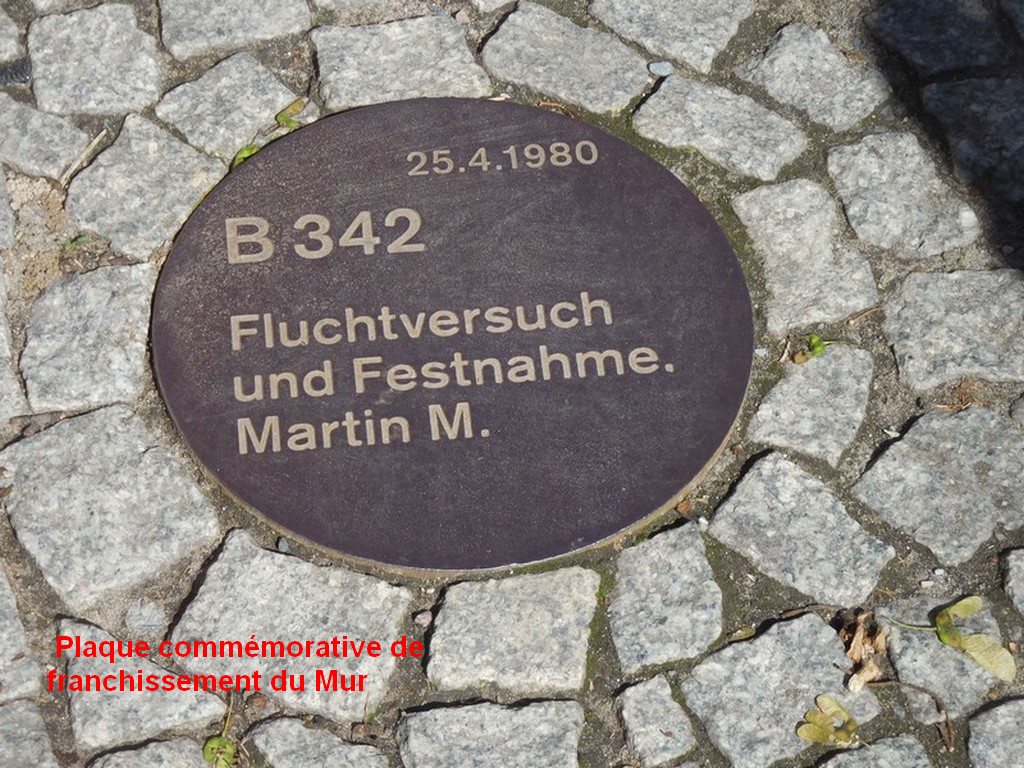 25.4.1980
B 342
Fluchtversuch
und Festnahme.
Martin M.
Plaque commémorative de
franchissement du Mur